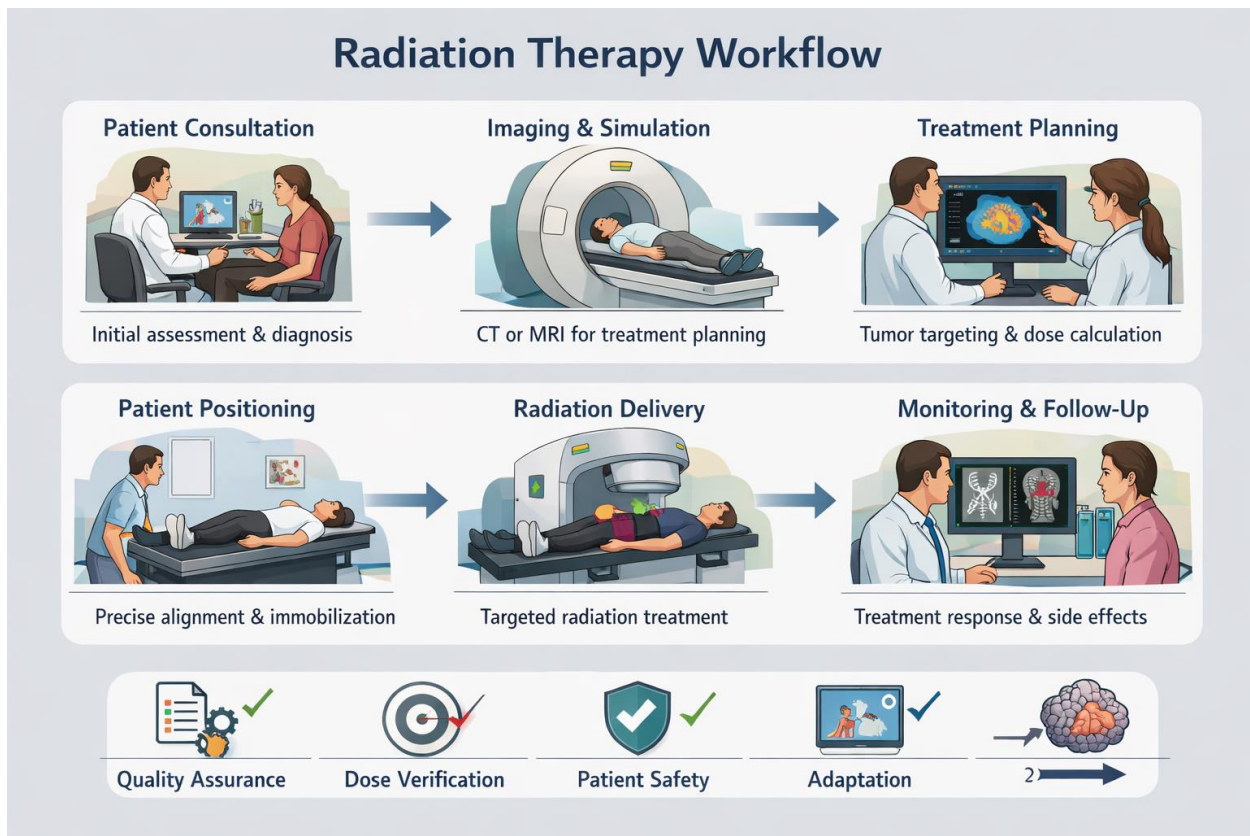 Radiation Therapy Workflow
Patient Consultation
Imaging & Simulation
Treatment Planning
Initial assessment & diagnosis
CT or MRI for treatment planning
Tumor targeting & dose calculation
Patient Positioning
Radiation Delivery
Monitoring & Follow-Up
Precise alignment & immobilization
Targeted radiation treatment
Treatment response & side effects
Quality Assurance
Dose Verification
Patient Safety
Adaptation
2